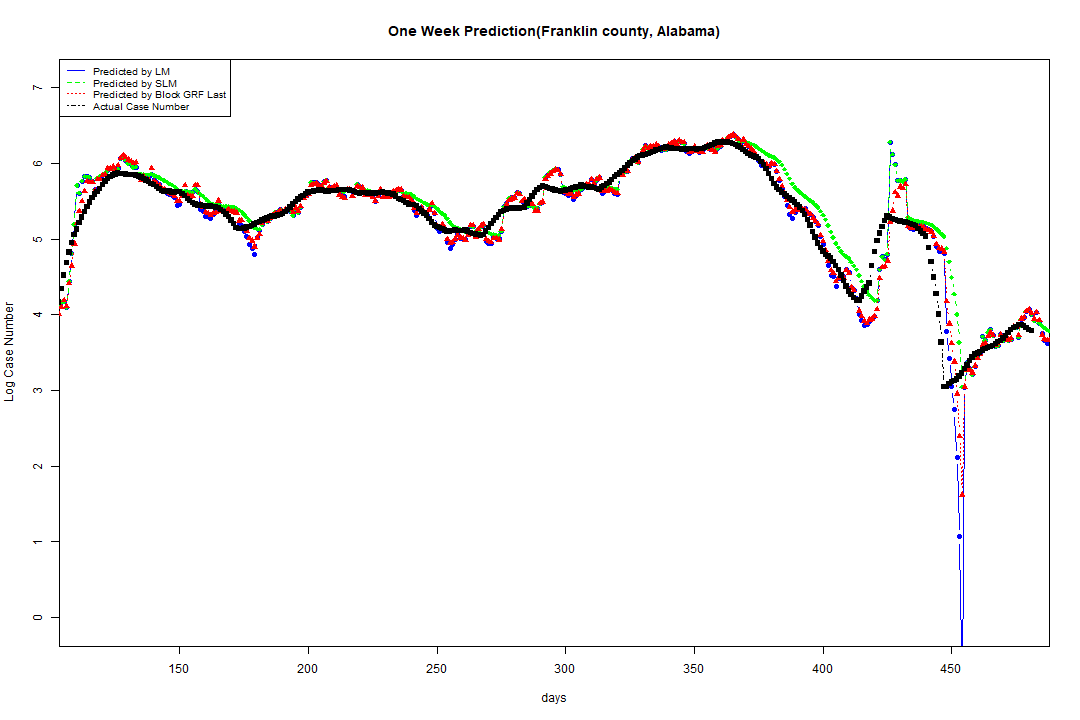 One Week Prediction(Franklin county, Alabama)
Predicted by LM
Predicted by SLM
Predicted by Block GRF Last
Actual Case Number
Log Case Number
7
6
5
4
3
2
1
0
150 200 250 300 350 400 450
days